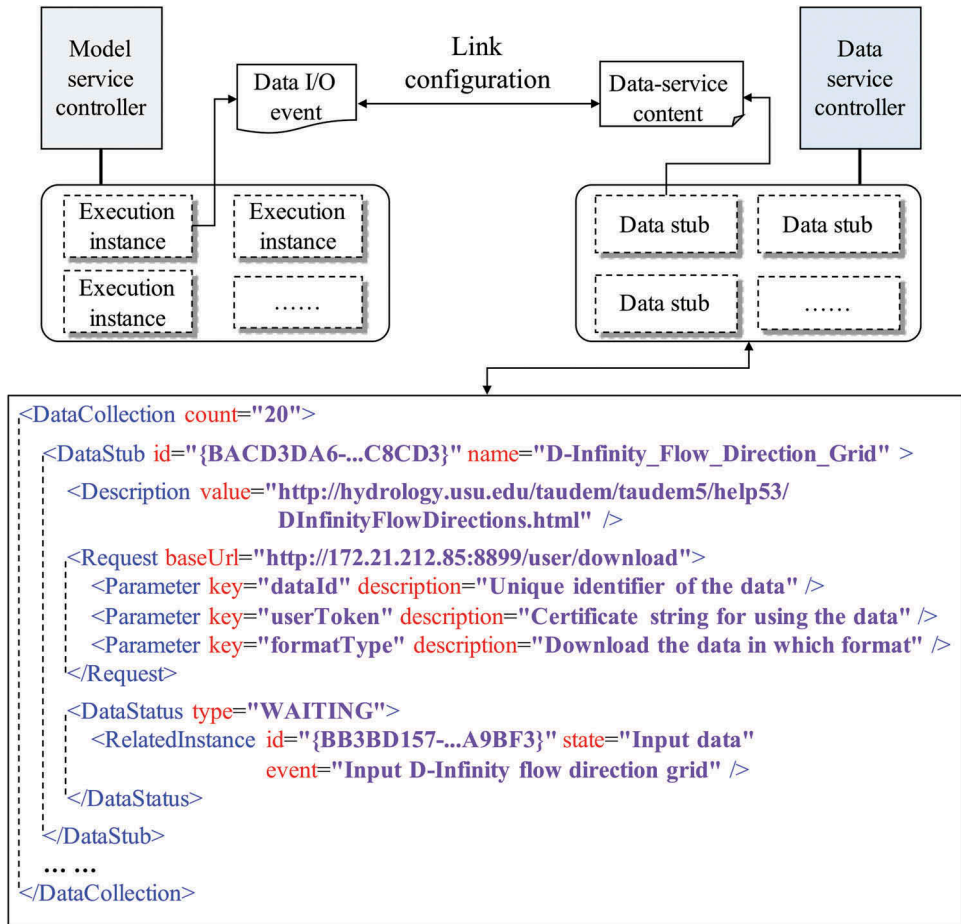 Model
service
controller
Data I/O
event
Link
configuration
Data-service
content
Data
service
controller
Execution
instance
Execution
instance
Execution
instance
……
Data stub
Data stub
Data stub
……
<DataCollection count="20">
<DataStub id="{BACD3DA6-...C8CD3}" name="D-Infinity_Flow_Direction_Grid" >
<Description value="http://hydrology.usu.edu/taudem/taudem5/help53/
DInfinityFlowDirections.html" />
<Request baseUrl="http://172.21.212.85:8899/user/download">
<Parameter key="dataId" description="Unique identifier of the data" />
<Parameter key="userToken" description="Certificate string for using the data" />
<Parameter key="formatType" description="Download the data in which format" />
</Request>
<DataStatus type="WAITING">
<RelatedInstance id="{BB3BD157-...A9BF3}" state="Input data"
event="Input D-Infinity flow direction grid" />
</DataStatus>
</DataStub>
... ...
</DataCollection>